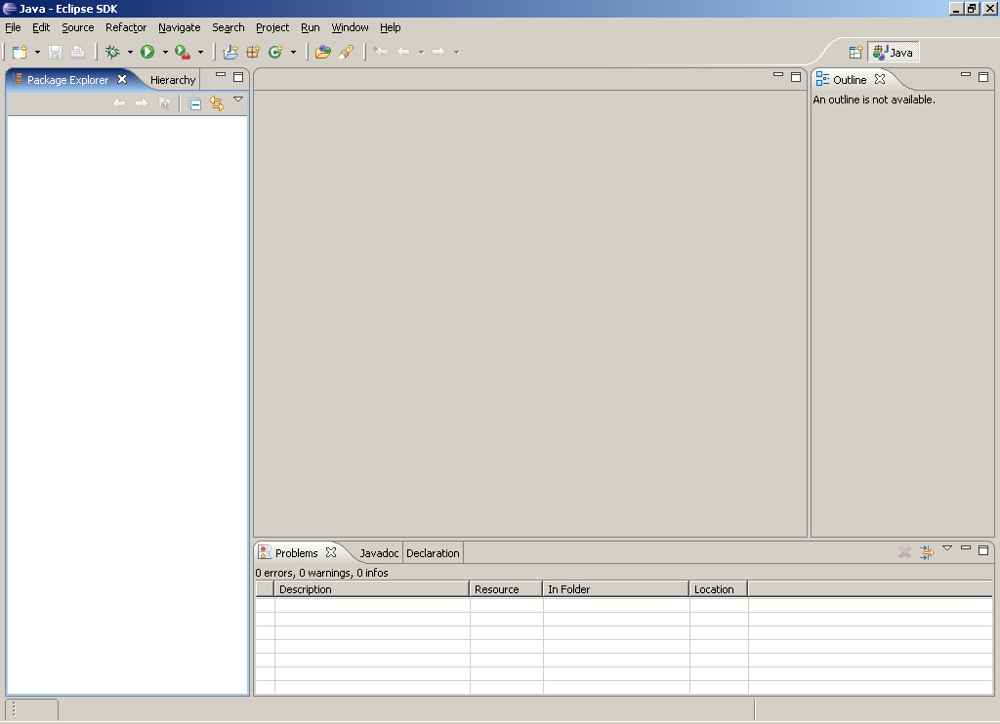 Java - Eclipse SDK
File Edit Source Refactor Navigate Search Project Run Window Help
Java
Package Explorer Hierarchy
Outline
An outline is not available.
Problems Javadoc Declaration
0 errors, 0 warnings, 0 infos
Description Resource In Folder Location